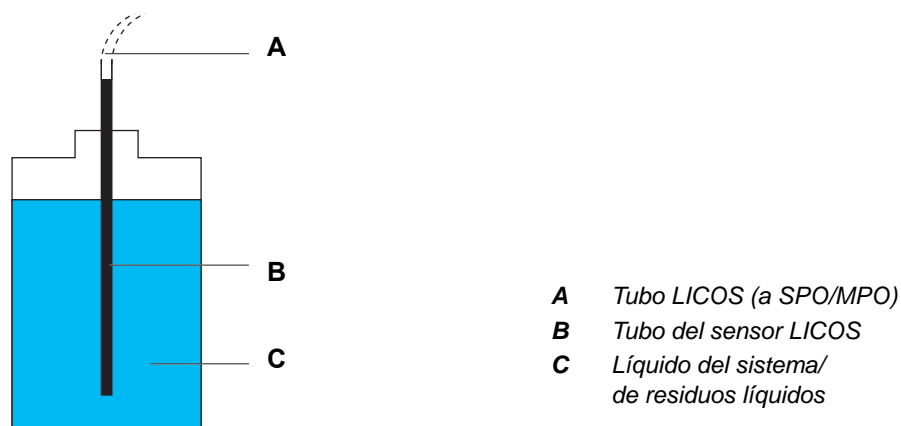 A
B
C
A Tubo LICOS (a SPO/MPO)
B Tubo del sensor LICOS
C Líquido del sistema/
de residuos líquidos